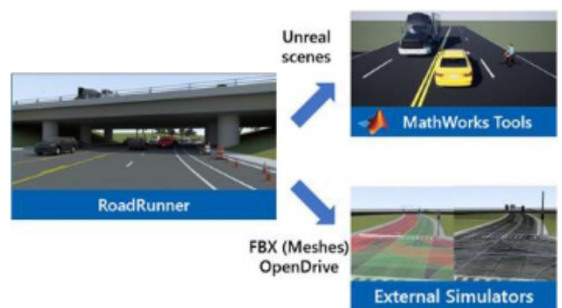 Unreal
scenes
MathWorks Tools
RoadRunner
FBX (Meshes)
OpenDrive
External Simulators